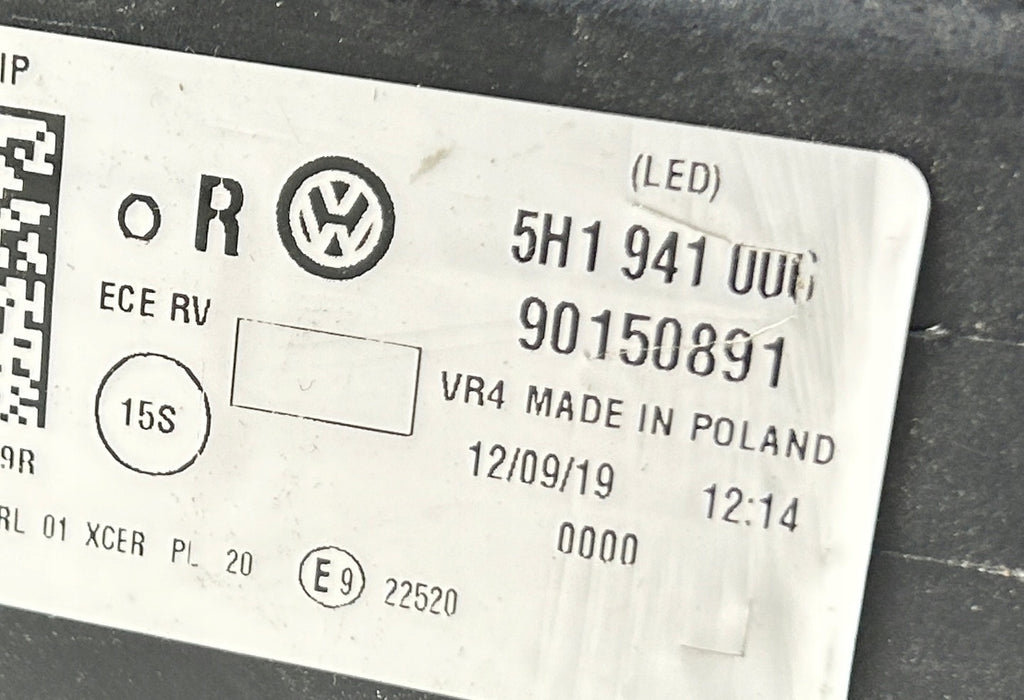 IP
R
(LED)
5H1 941
90150891
ECE RV
VR4 MADE IN POLAND
15S
12/09/19 12:14
9R
0000
RL 01 XCER PL 20 E9 22520